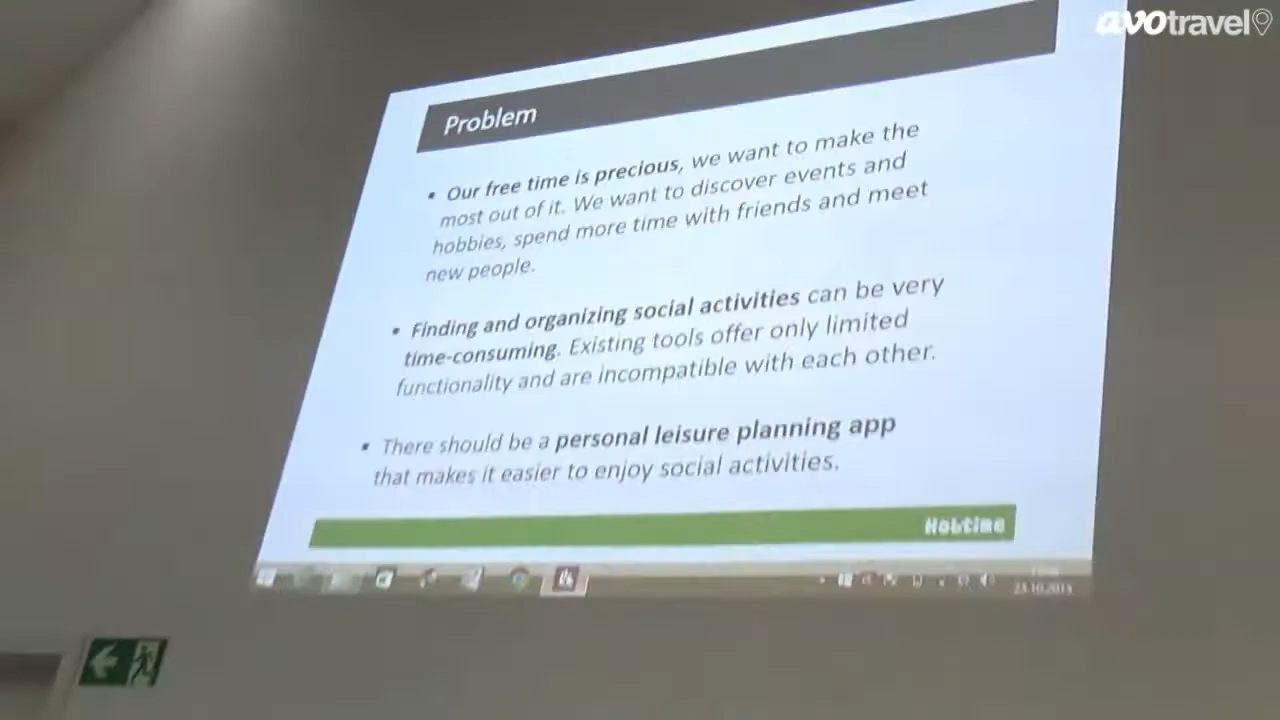 avotravel
Problem
▪ Our free time is precious, we want to make the
most out of it. We want to discover events and
hobbies, spend more time with friends and meet
new people.
▪ Finding and organizing social activities can be very
time-consuming. Existing tools offer only limited
functionality and are incompatible with each other.
▪ There should be a personal leisure planning app
that makes it easier to enjoy social activities.
Hobtime